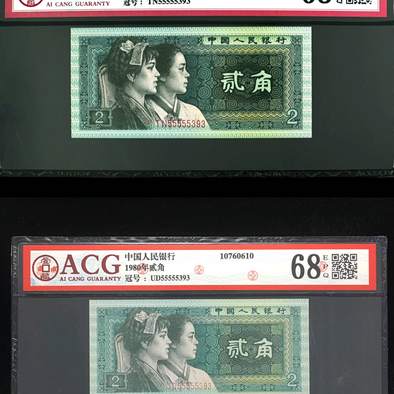 AI CANG GUARANTY
冠号：TN55555393
中国人民银行
贰角
TN55555393
2
2
ACG
AI CANG GUARANTY
中国人民银行
1980年贰角
冠号：UD55555393
10760610
68
E
P
Q
中国人民银行
贰角
2
2